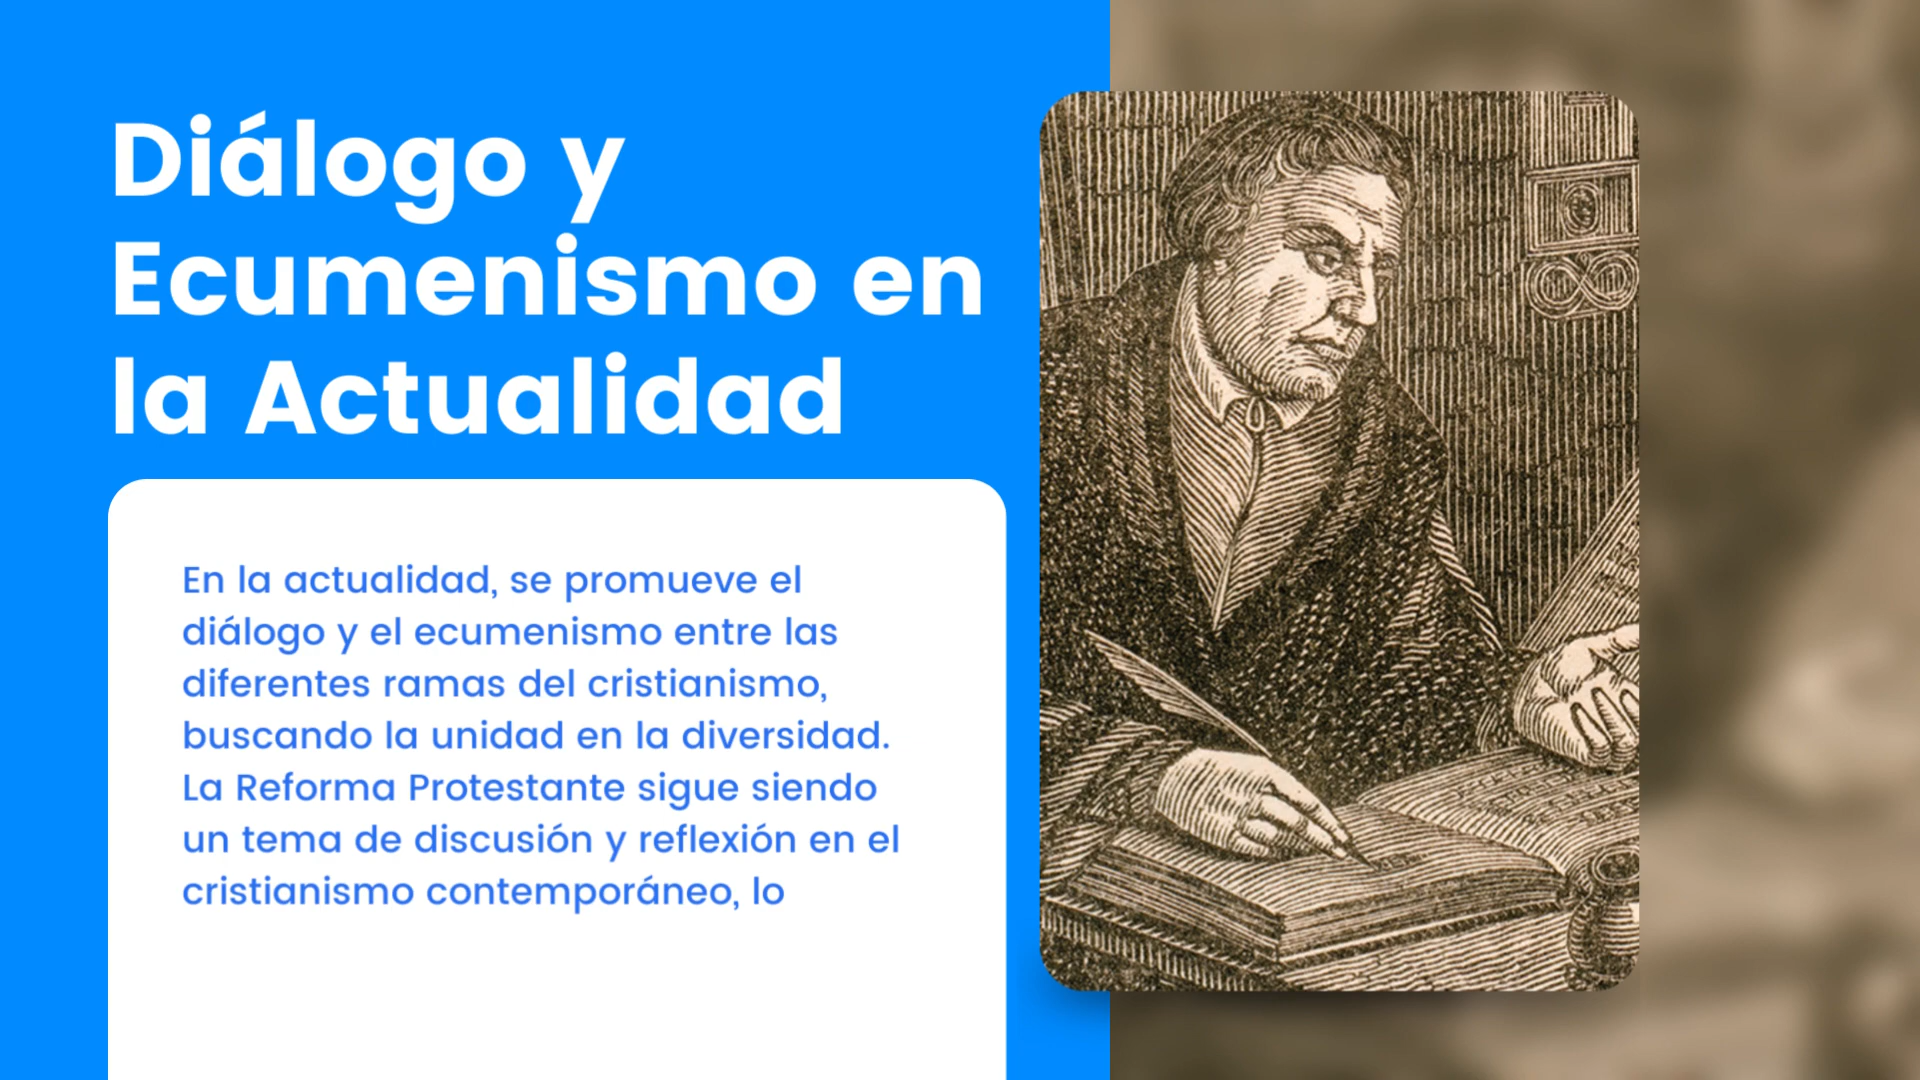 Diálogo y
Ecumenismo en
la Actualidad
En la actualidad, se promueve el
diálogo y el ecumenismo entre las
diferentes ramas del cristianismo,
buscando la unidad en la diversidad.
La Reforma Protestante sigue siendo
un tema de discusión y reflexión en el
cristianismo contemporáneo, lo